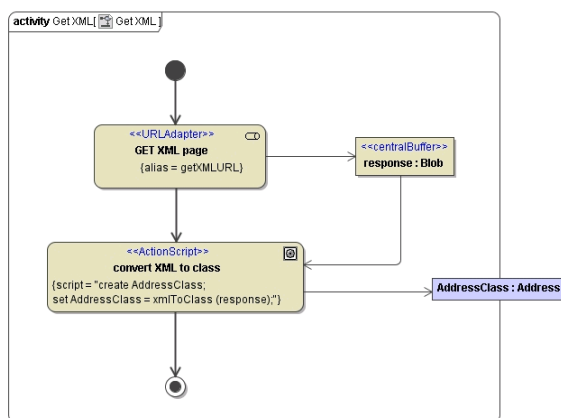 activity Get XML[ Get XML ]
<<URLAdapter>>
GET XML page
{alias = getXMLURL}
<<centralBuffer>>
response : Blob
<<ActionScript>>
convert XML to class
{script = "create AddressClass;
set AddressClass = xmlToClass (response);"}
AddressClass : Address